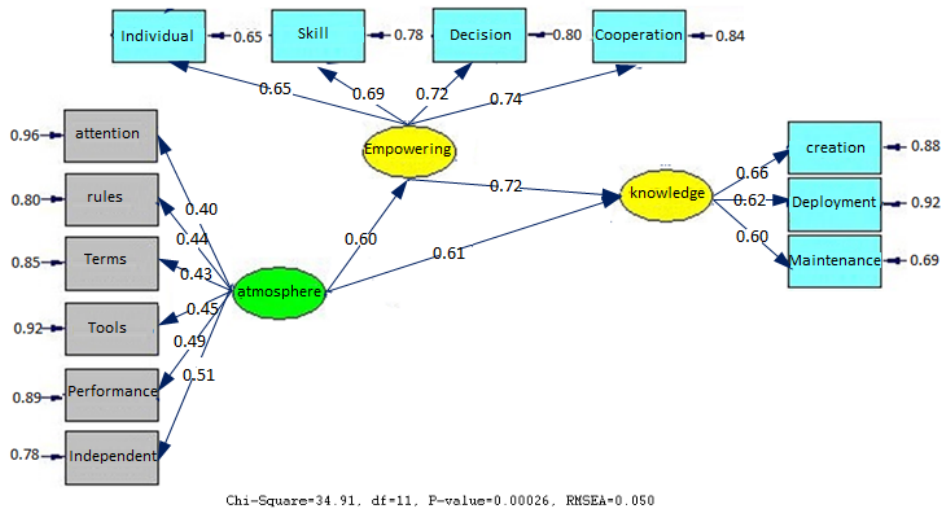 Individual
0.65
Skill
0.78
Decision
0.80
Cooperation
0.84
0.65
0.69
0.72
0.74
0.96
attention
Empowering
creation
0.88
0.66
0.72
0.80
rules
0.40
knowledge
0.62
Deployment
0.92
0.44
0.60
0.61
0.60
0.85
Terms
0.43
Maintenance
0.69
atmosphere
0.45
0.92
Tools
0.49
0.51
0.89
Performance
0.78
Independent
Chi-Square=34.91, df=11, P-value=0.00026, RMSEA=0.050